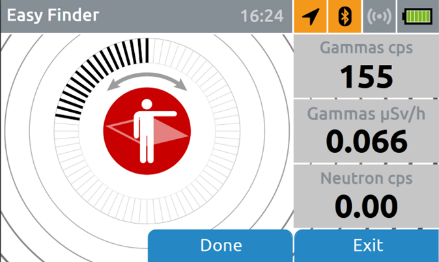 Easy Finder 16:24
Gammas cps
155
Gammas µSv/h
0.066
Neutron cps
0.00
Done Exit